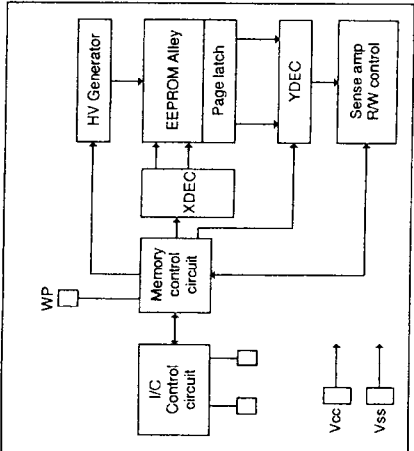 HV Generator
EEPROM Alley
Page latch
YDEC
Sense amp
R/W control
XDEC
WP
Memory
control
circuit
I/C
Control
circuit
Vcc
Vss